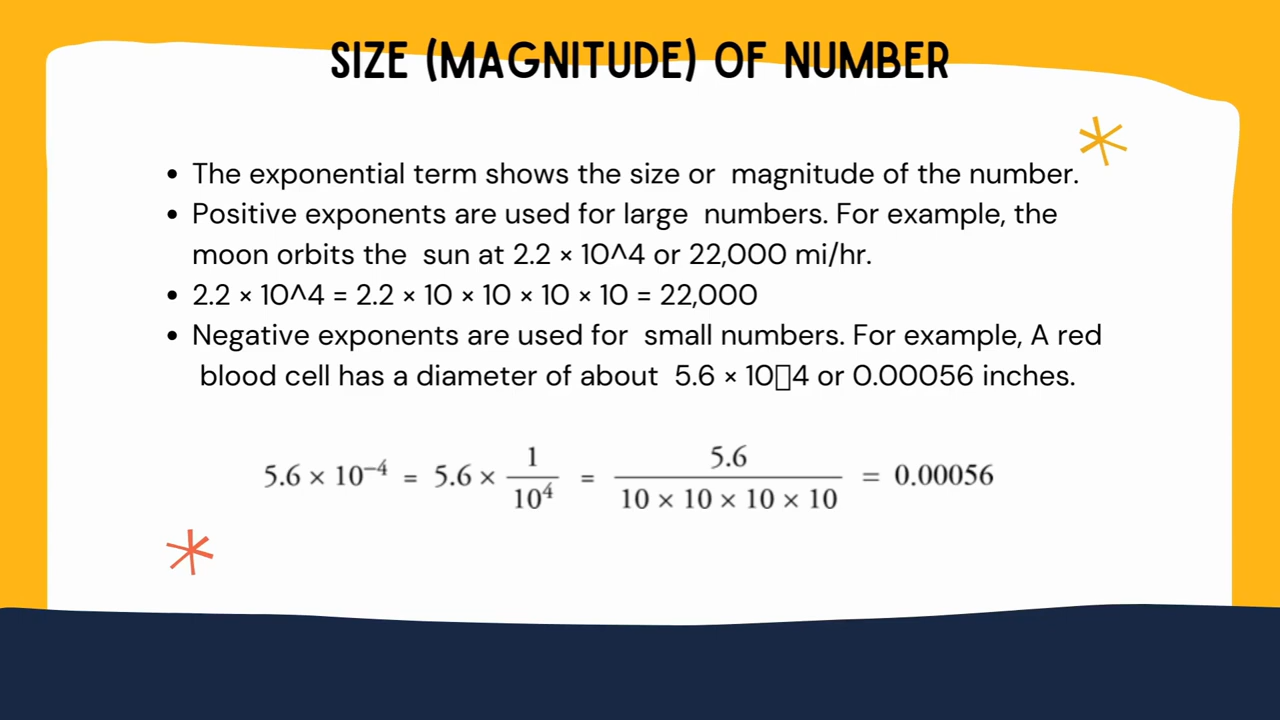 SIZE (MAGNITUDE) OF NUMBER
• The exponential term shows the size or  magnitude of the number.
• Positive exponents are used for large  numbers. For example, the
moon orbits the  sun at 2.2 × 10^4 or 22,000 mi/hr.
• 2.2 × 10^4 = 2.2 × 10 × 10 × 10 × 10 = 22,000
• Negative exponents are used for  small numbers. For example, A red
blood cell has a diameter of about  5.6 × 10▯4 or 0.00056 inches.
5.6 × 10⁻⁴ = 5.6 × 1/10⁴ = 5.6/(10 × 10 × 10 × 10) = 0.00056